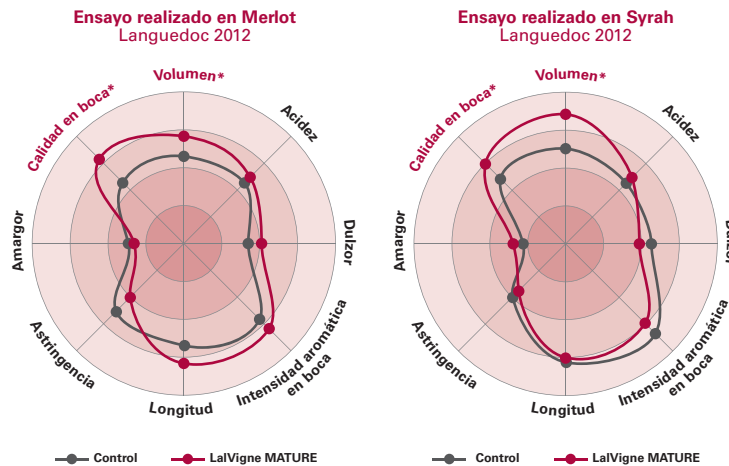 Ensayo realizado en Merlot
Languedoc 2012
Volumen*
Acidez
Dulzor
Intensidad aromática
en boca
Longitud
Astringencia
Amargor
Calidad en boca*
Control
LalVigne MATURE
Ensayo realizado en Syrah
Languedoc 2012
Volumen*
Acidez
Dulzor
Intensidad aromática
en boca
Longitud
Astringencia
Amargor
Calidad en boca*
Control
LalVigne MATURE